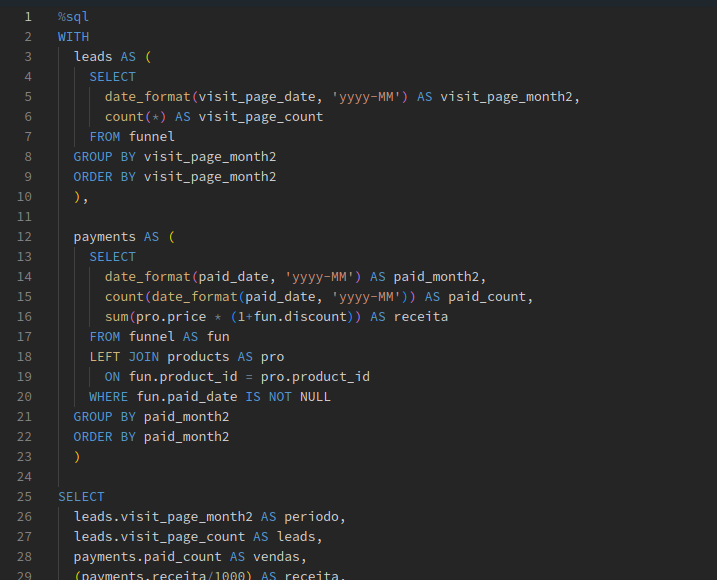 1 %sql
2 WITH
3 leads AS (
4 SELECT
5 date_format(visit_page_date, 'yyyy-MM') AS visit_page_month2,
6 count(*) AS visit_page_count
7 FROM funnel
8 GROUP BY visit_page_month2
9 ORDER BY visit_page_month2
10 ),
11
12 payments AS (
13 SELECT
14 date_format(paid_date, 'yyyy-MM') AS paid_month2,
15 count(date_format(paid_date, 'yyyy-MM')) AS paid_count,
16 sum(pro.price * (1+fun.discount)) AS receita
17 FROM funnel AS fun
18 LEFT JOIN products AS pro
19 ON fun.product_id = pro.product_id
20 WHERE fun.paid_date IS NOT NULL
21 GROUP BY paid_month2
22 ORDER BY paid_month2
23 )
24
25 SELECT
26 leads.visit_page_month2 AS periodo,
27 leads.visit_page_count AS leads,
28 payments.paid_count AS vendas,
29 (payments.receita/1000) AS receita,